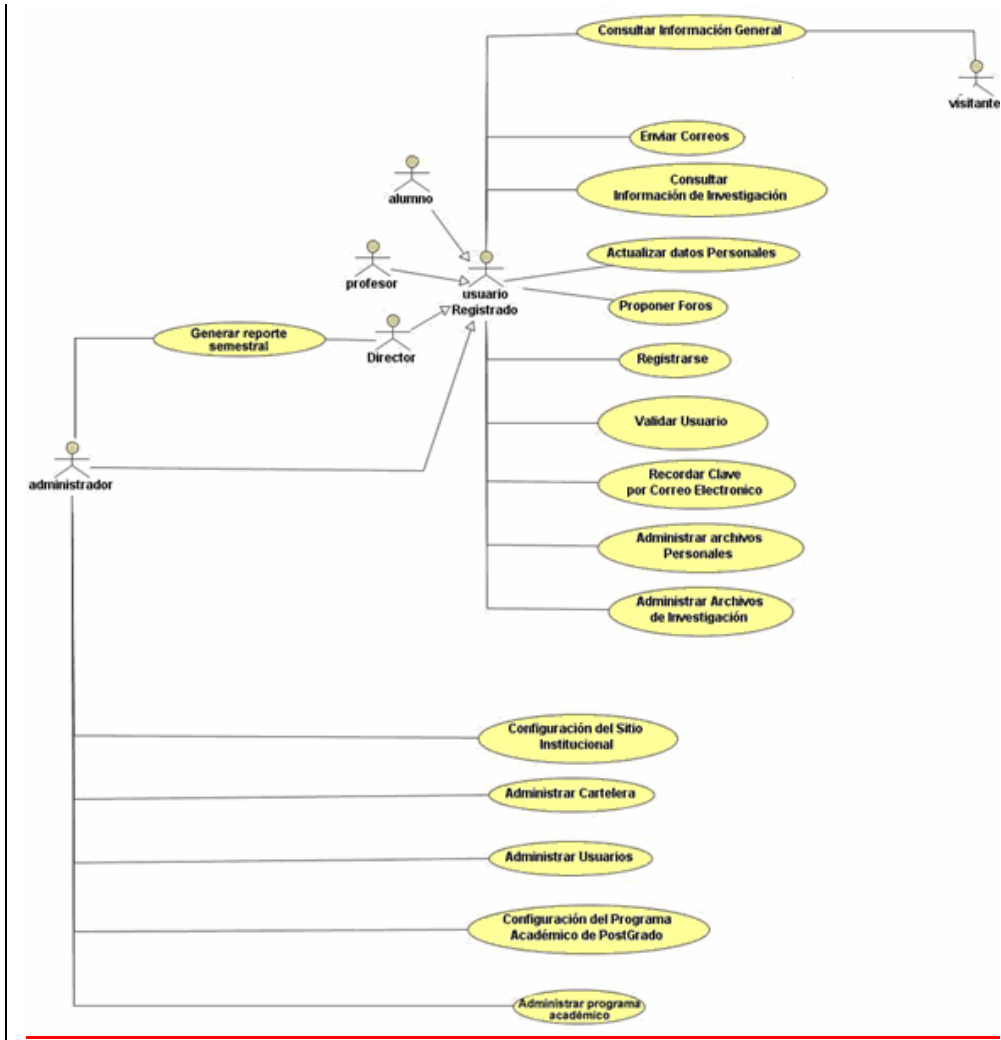 Consultar Información General
visitante
Enviar Correos
alumno
Consultar
Información de Investigación
profesor
usuario
Registrado
Actualizar datos Personales
Proponer Foros
Generar reporte
semestral
Director
Registrarse
Validar Usuario
administrador
Recordar Clave
por Correo Electronico
Administrar archivos
Personales
Administrar Archivos
de Investigación
Configuración del Sitio
Institucional
Administrar Cartelera
Administrar Usuarios
Configuración del Programa
Académico de PostGrado
Administrar programa
académico